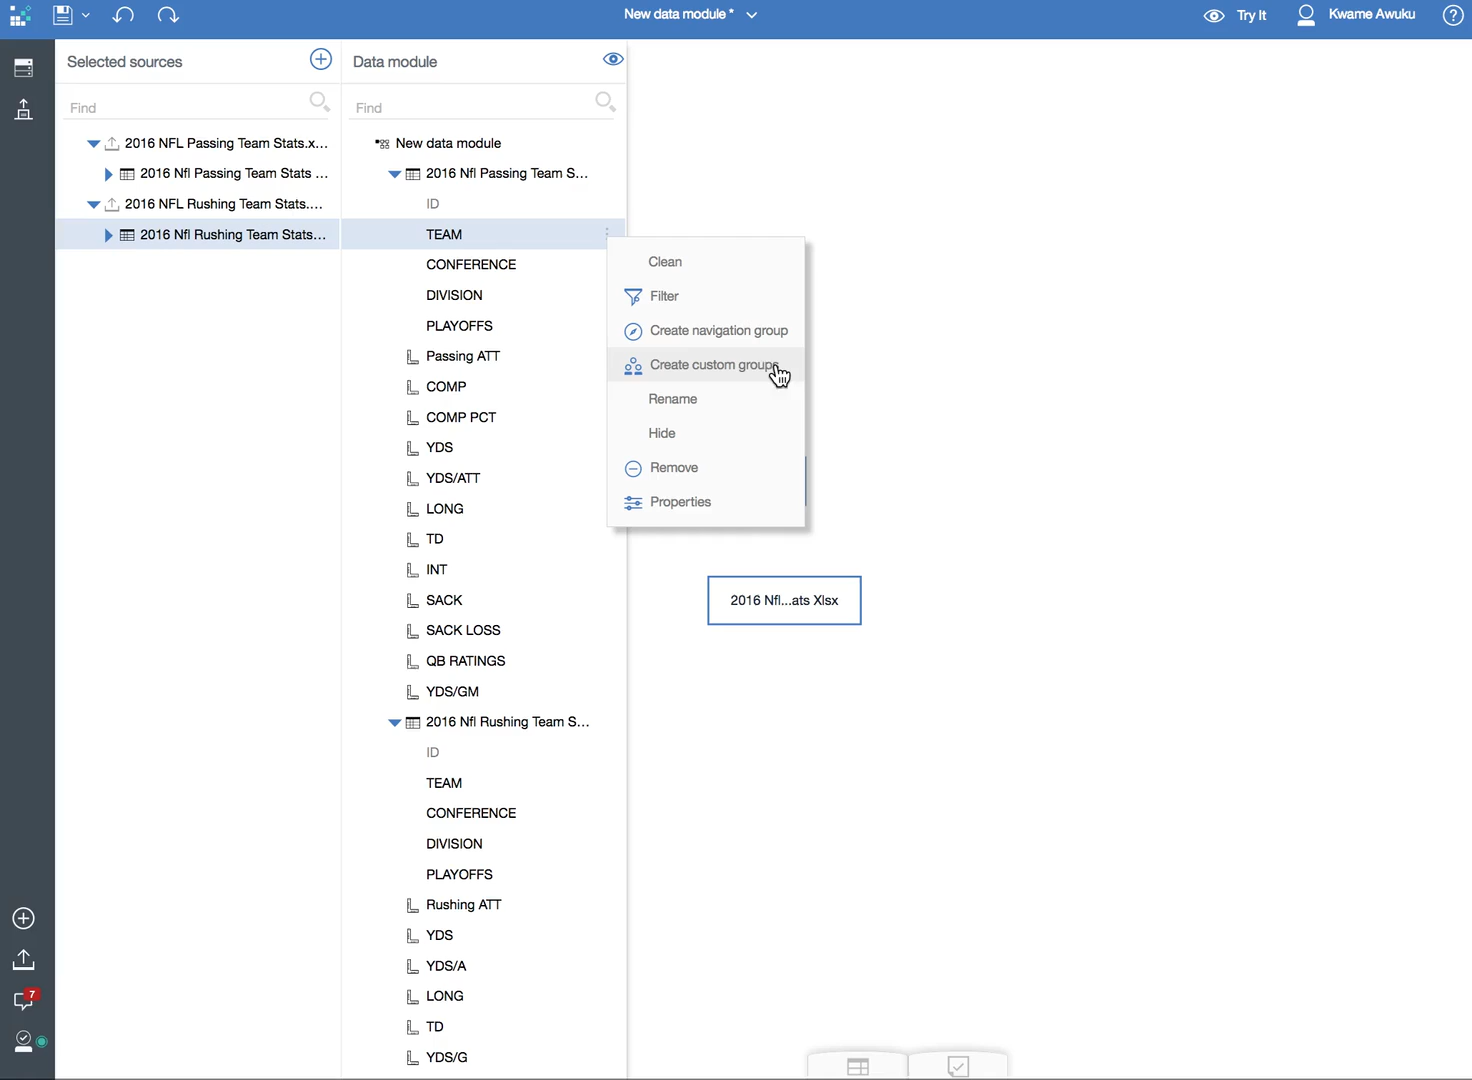 New data module *
Try It
Kwame Awuku
?
Selected sources
Data module
Find
Find
2016 NFL Passing Team Stats.x...
2016 Nfl Passing Team Stats ...
2016 NFL Rushing Team Stats....
2016 Nfl Rushing Team Stats...
New data module
2016 Nfl Passing Team S...
ID
TEAM
CONFERENCE
DIVISION
PLAYOFFS
Passing ATT
COMP
COMP PCT
YDS
YDS/ATT
LONG
TD
INT
SACK
SACK LOSS
QB RATINGS
YDS/GM
2016 Nfl Rushing Team S...
ID
TEAM
CONFERENCE
DIVISION
PLAYOFFS
Rushing ATT
YDS
YDS/A
LONG
TD
YDS/G
Clean
Filter
Create navigation group
Create custom groups
Rename
Hide
Remove
Properties
2016 Nfl...ats Xlsx
7